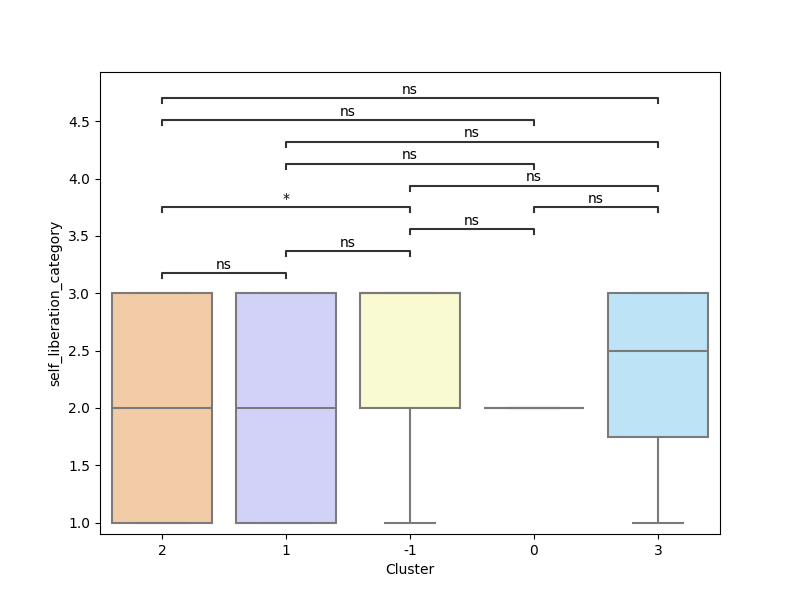 ns
ns
ns
ns
ns
*
ns
ns
ns
ns
4.5
4.0
3.5
3.0
2.5
2.0
1.5
1.0
self_liberation_category
2 1 -1 0 3
Cluster